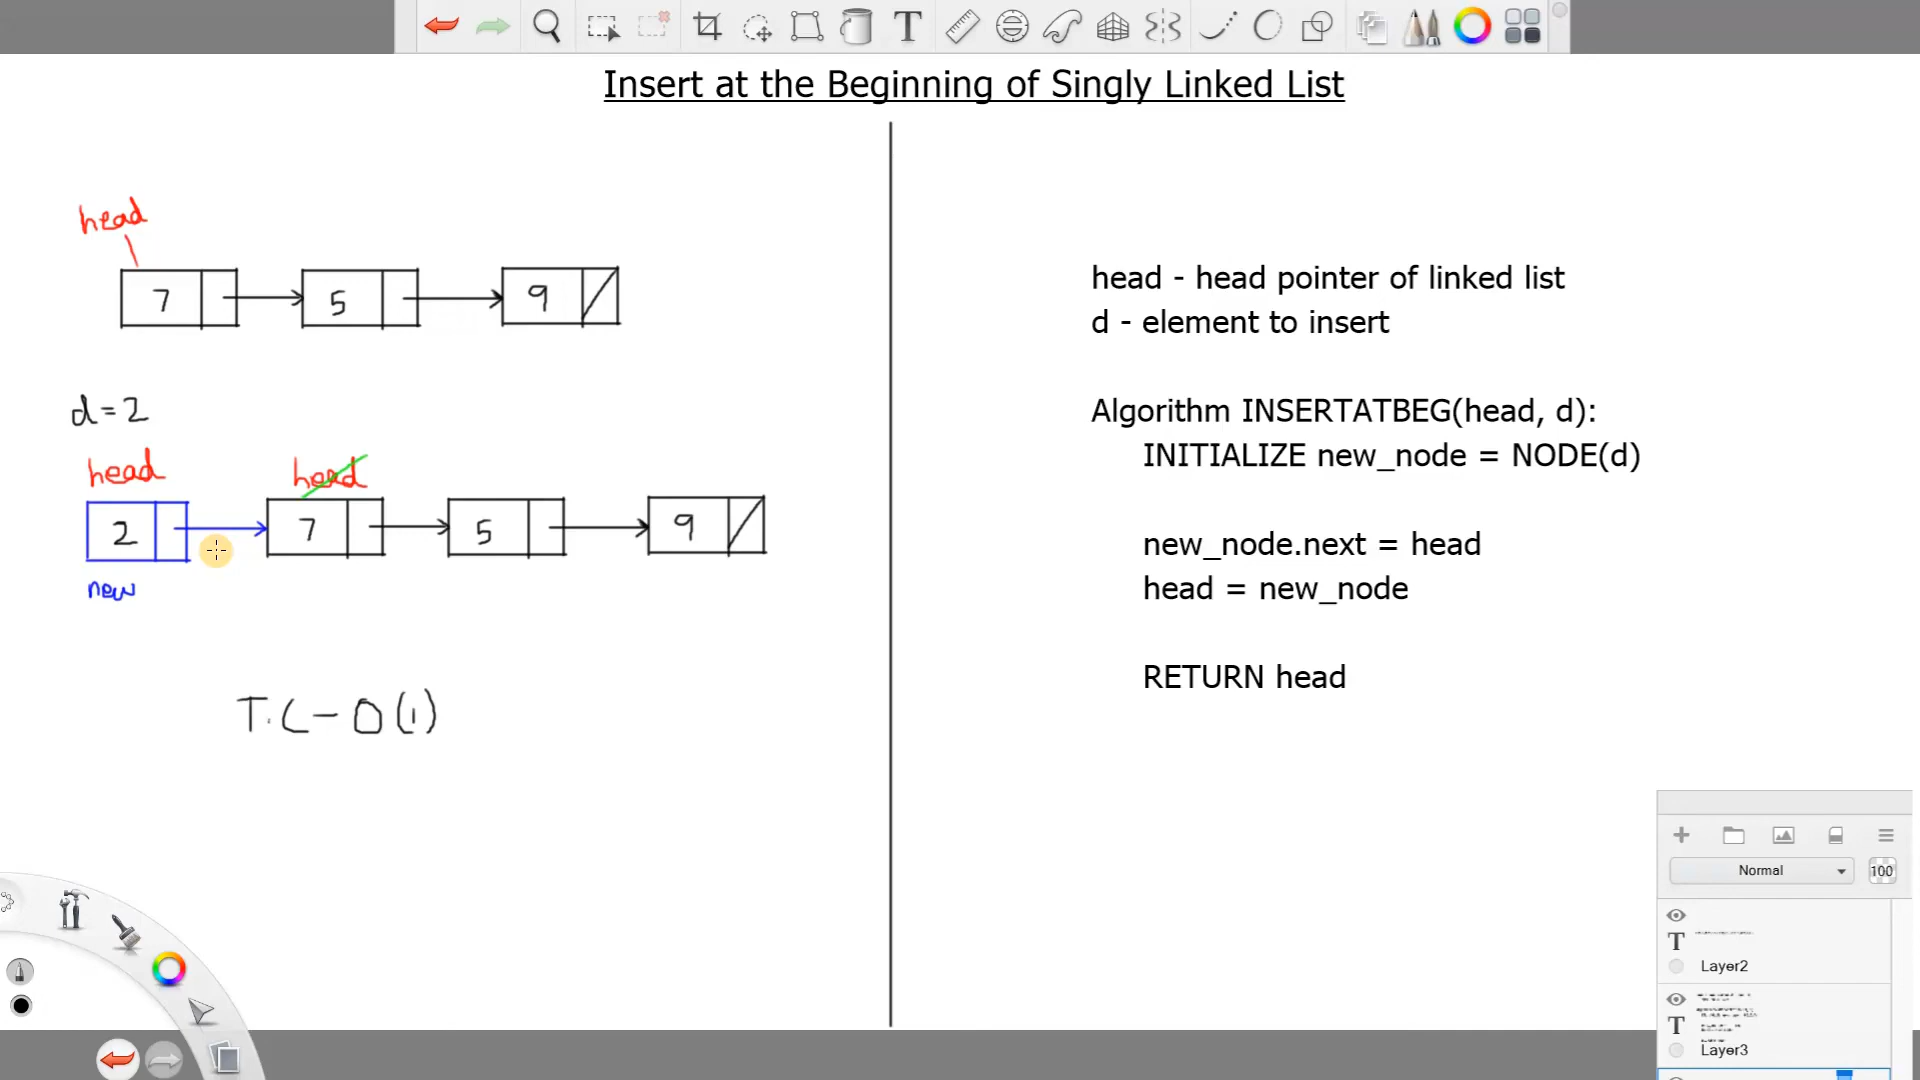 Insert at the Beginning of Singly Linked List
head
7 5 9
d = 2
head head
2 7 5 9
new
T.C - O(1)
head - head pointer of linked list
d - element to insert
Algorithm INSERTATBEG(head, d):
INITIALIZE new_node = NODE(d)
new_node.next = head
head = new_node
RETURN head
T
Normal
100
T
Layer2
T
Layer3